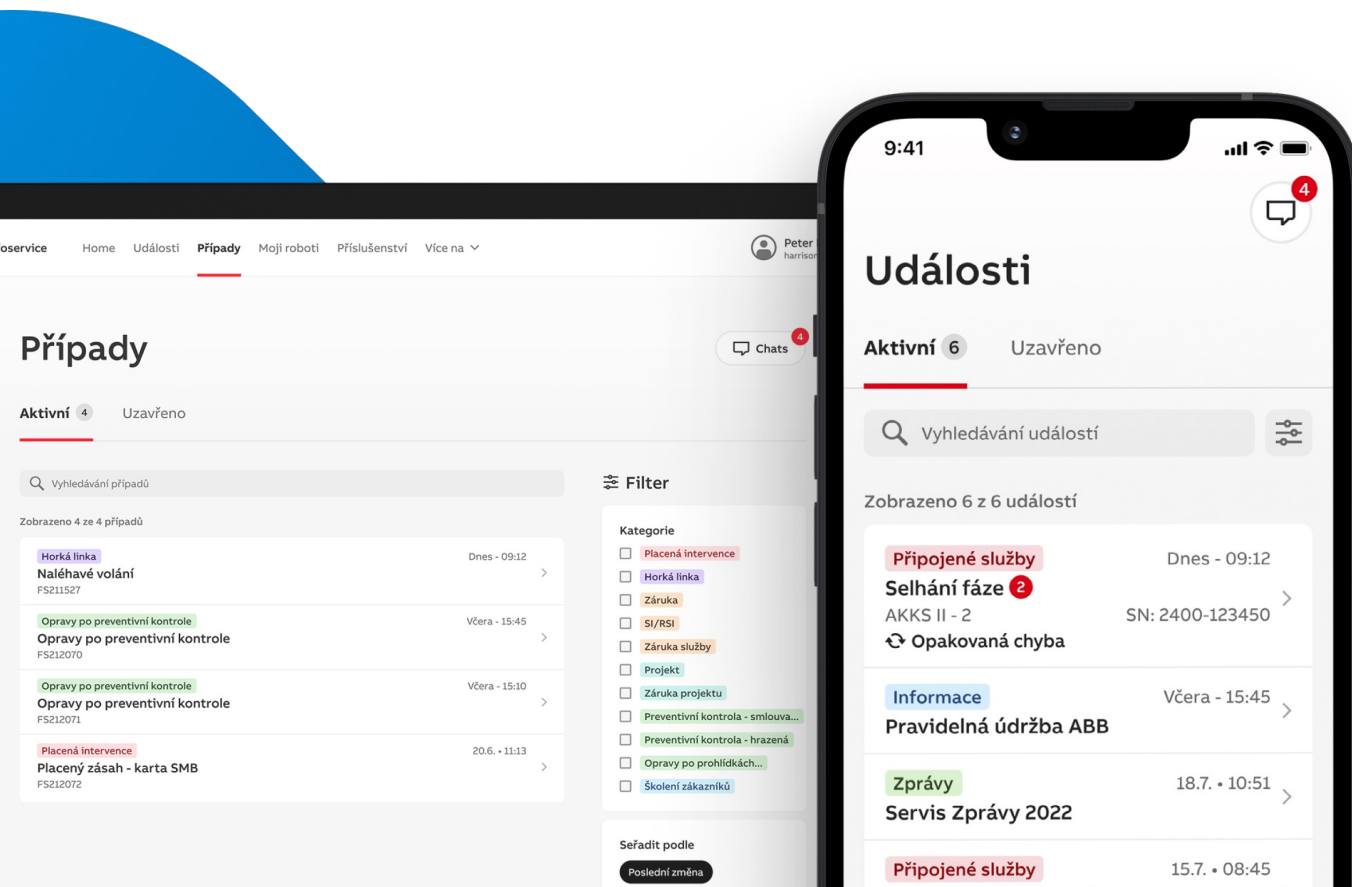 oservice Home Události Případy Moji roboti Příslušenství Více na
Peter
harrison
Případy
4
Chats
Aktivní 4 Uzavřeno
Vyhledávání případů
Zobrazeno 4 ze 4 případů
Horká linka
Dnes - 09:12
Naléhavé volání
FS211527
Opravy po preventivní kontrole
Včera - 15:45
Opravy po preventivní kontrole
FS212070
Opravy po preventivní kontrole
Včera - 15:10
Opravy po preventivní kontrole
FS212071
Placená intervence
20.6. • 11:13
Placený zásah - karta SMB
FS212072
Filter
Kategorie
Placená intervence
Horká linka
Záruka
SI/RSI
Záruka služby
Projekt
Záruka projektu
Preventivní kontrola - smlouva...
Preventivní kontrola - hrazená
Opravy po prohlídkách...
Školení zákazníků
Seřadit podle
Poslední změna
9:41
4
Události
Aktivní 6 Uzavřeno
Vyhledávání událostí
Zobrazeno 6 z 6 událostí
Připojené služby Dnes - 09:12
Selhání fáze 2
AKKS II - 2 SN: 2400-123450
Opakovaná chyba
Informace Včera - 15:45
Pravidelná údržba ABB
Zprávy 18.7. • 10:51
Servis Zprávy 2022
Připojené služby 15.7. • 08:45